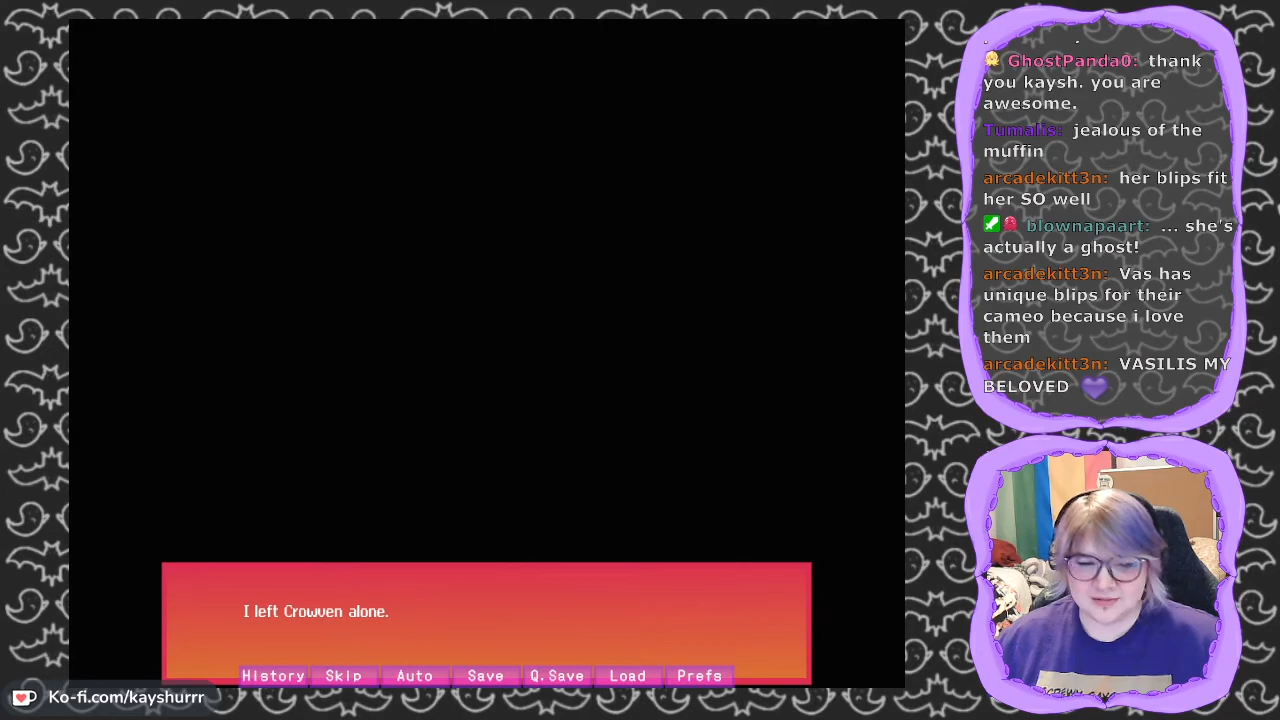 GhostPanda0: thank
you kaysh. you are
awesome.
Tumalis: jealous of the
muffin
arcadekitt3n: her blips fit
her SO well
blownapaart: ... she's
actually a ghost!
arcadekitt3n: Vas has
unique blips for their
cameo because i love
them
arcadekitt3n: VASILIS MY
BELOVED
I left Crowven alone.
History Skip Auto Save Q.Save Load Prefs
Ko-fi.com/kayshurrr